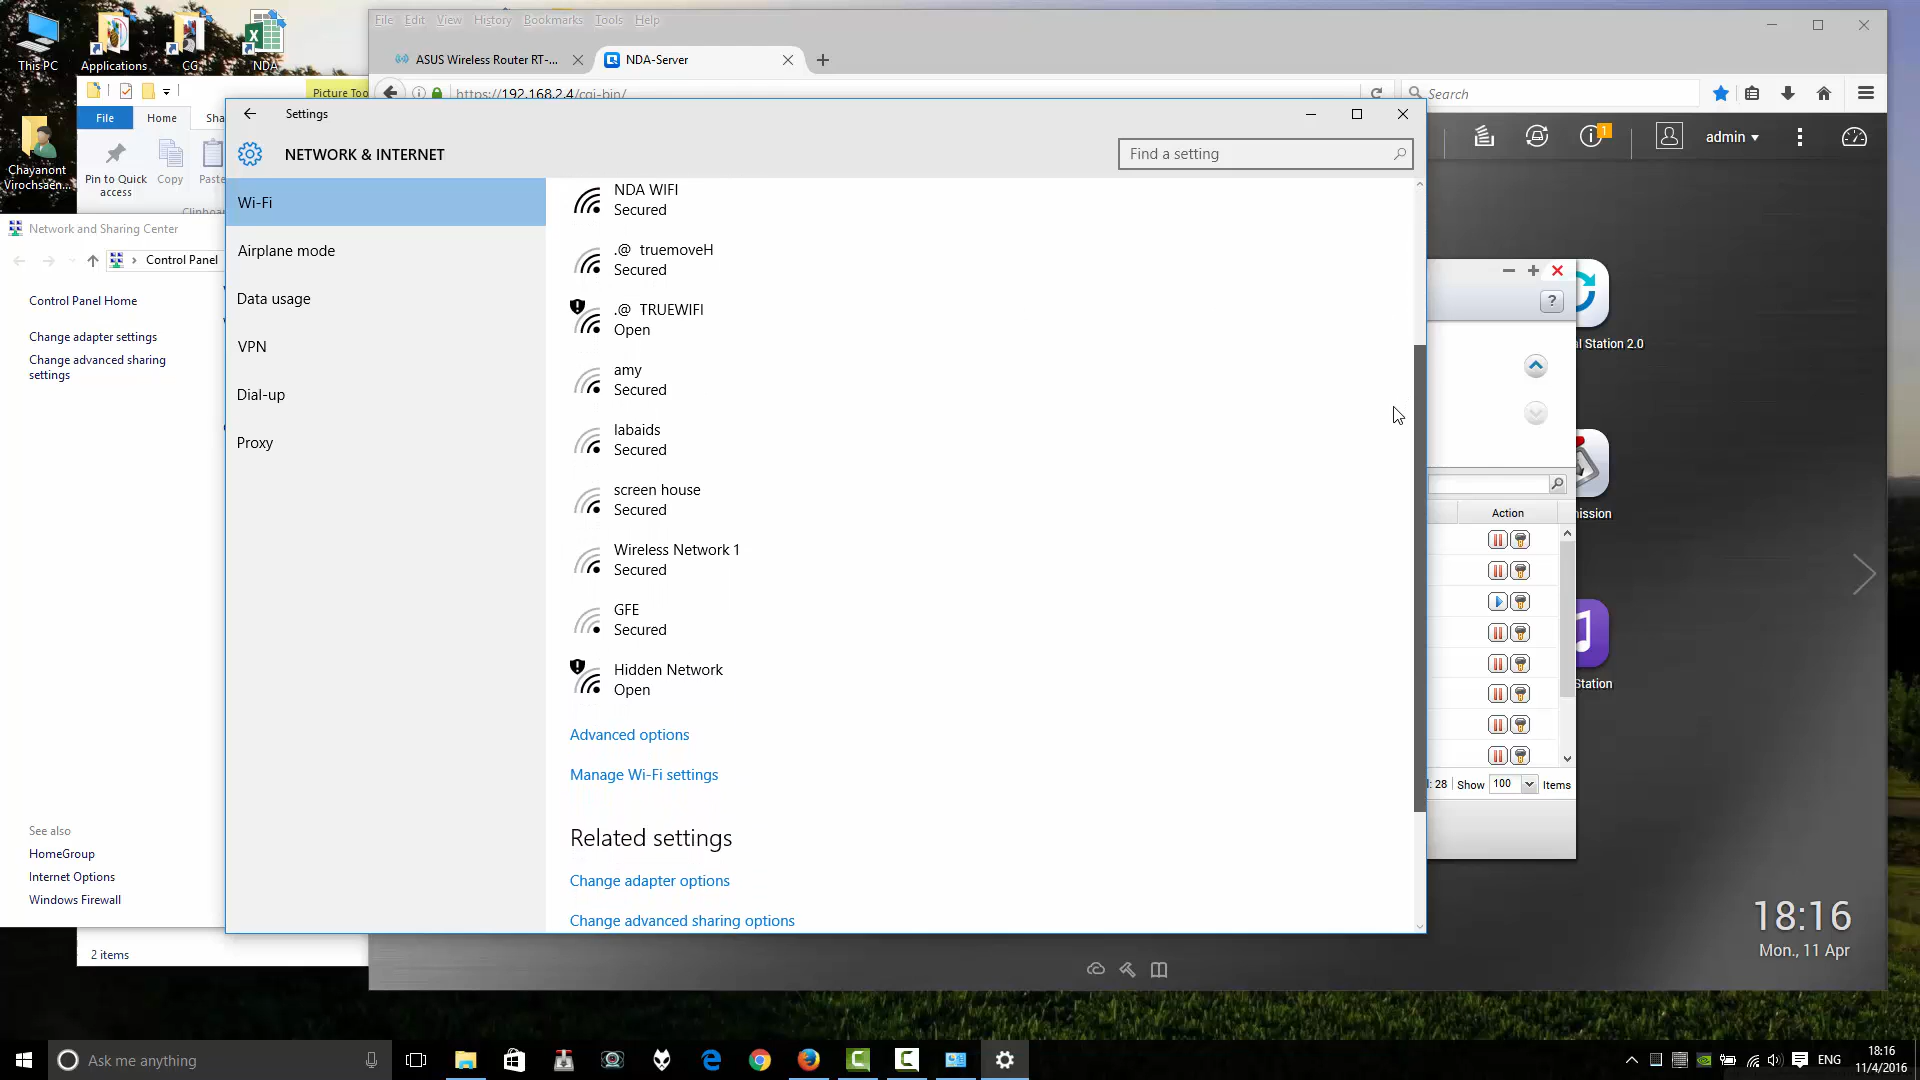 This PC
Applications
CG
NDA
Chayanont
Virochsaen...
File Edit View History Bookmarks Tools Help
ASUS Wireless Router RT-...
NDA-Server
https://192.168.2.4/cgi-bin/
Search
Picture Too
File
Home
Sha
Pin to Quick
access
Copy
Paste
Network and Sharing Center
Control Panel
Control Panel Home
Change adapter settings
Change advanced sharing
settings
See also
HomeGroup
Internet Options
Windows Firewall
2 items
Settings
NETWORK & INTERNET
Find a setting
Wi-Fi
Airplane mode
Data usage
VPN
Dial-up
Proxy
NDA WIFI
Secured
.@ truemoveH
Secured
.@ TRUEWIFI
Open
amy
Secured
labaids
Secured
screen house
Secured
Wireless Network 1
Secured
GFE
Secured
Hidden Network
Open
Advanced options
Manage Wi-Fi settings
Related settings
Change adapter options
Change advanced sharing options
1
admin
?
l Station 2.0
ission
Station
Action
: 28 Show 100 Items
18:16
Mon., 11 Apr
Ask me anything
ENG
18:16
11/4/2016